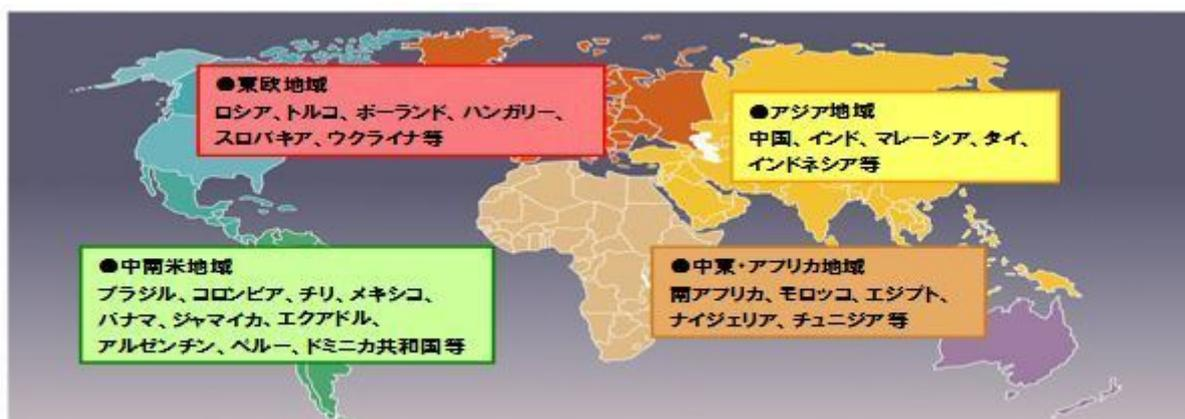 ●東欧地域
ロシア、トルコ、ポーランド、ハンガリー、
スロバキア、ウクライナ等
●アジア地域
中国、インド、マレーシア、タイ、
インドネシア等
●中南米地域
ブラジル、コロンビア、チリ、メキシコ、
パナマ、ジャマイカ、エクアドル、
アルゼンチン、ペルー、ドミニカ共和国等
●中東・アフリカ地域
南アフリカ、モロッコ、エジプト、
ナイジェリア、チュニジア等